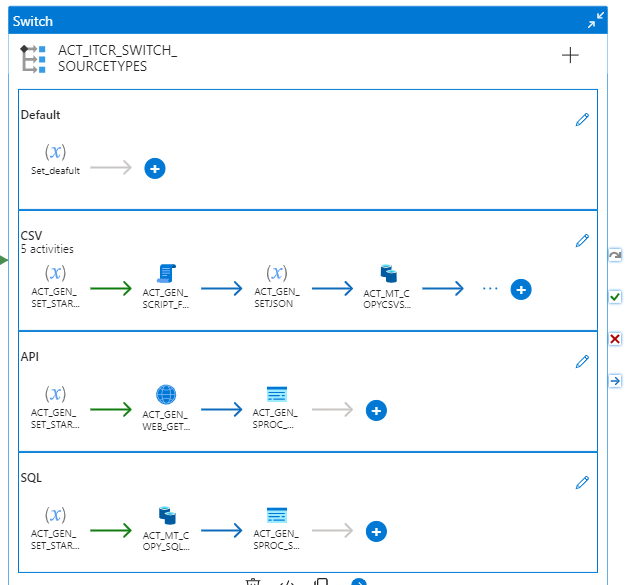 Switch
ACT_ITCR_SWITCH_
SOURCETYPES
Default
(x)
Set_deafult
CSV
5 activities
(x)
(x)
ACT_GEN_
SET_STAR...
ACT_GEN_
SCRIPT_F...
ACT_GEN_
SETJSON
ACT_MT_C
OPYCSVS...
...
API
(x)
ACT_GEN_
SET_STAR...
ACT_GEN_
WEB_GET...
ACT_GEN_
SPROC_...
SQL
(x)
ACT_GEN_
SET_STAR...
ACT_MT_C
OPY_SQL...
ACT_GEN_
SPROC_S...